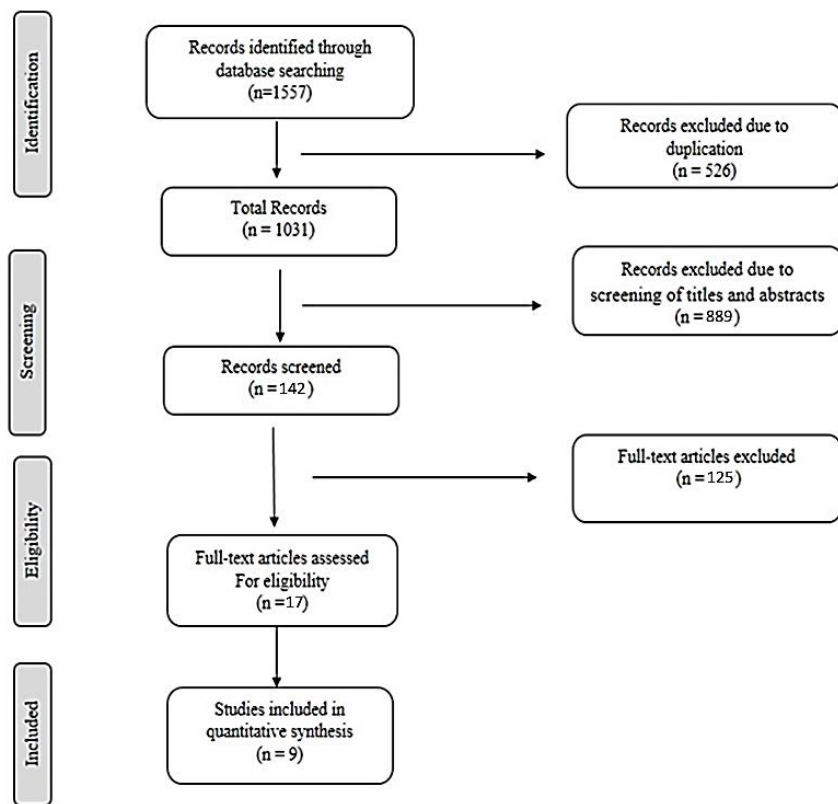 Identification
Records identified through
database searching
(n=1557)
Records excluded due to
duplication
(n = 526)
Total Records
(n = 1031)
Screening
Records excluded due to
screening of titles and abstracts
(n = 889)
Records screened
(n = 142)
Full-text articles excluded
(n = 125)
Eligibility
Full-text articles assessed
For eligibility
(n =17)
Included
Studies included in
quantitative synthesis
(n = 9)